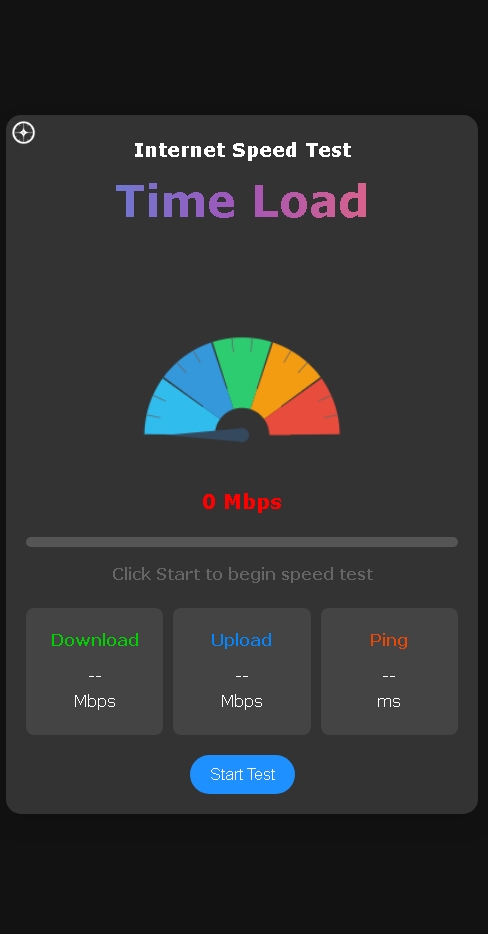 Internet Speed Test
Time Load
0 Mbps
Click Start to begin speed test
Download
--
Mbps
Upload
--
Mbps
Ping
--
ms
Start Test